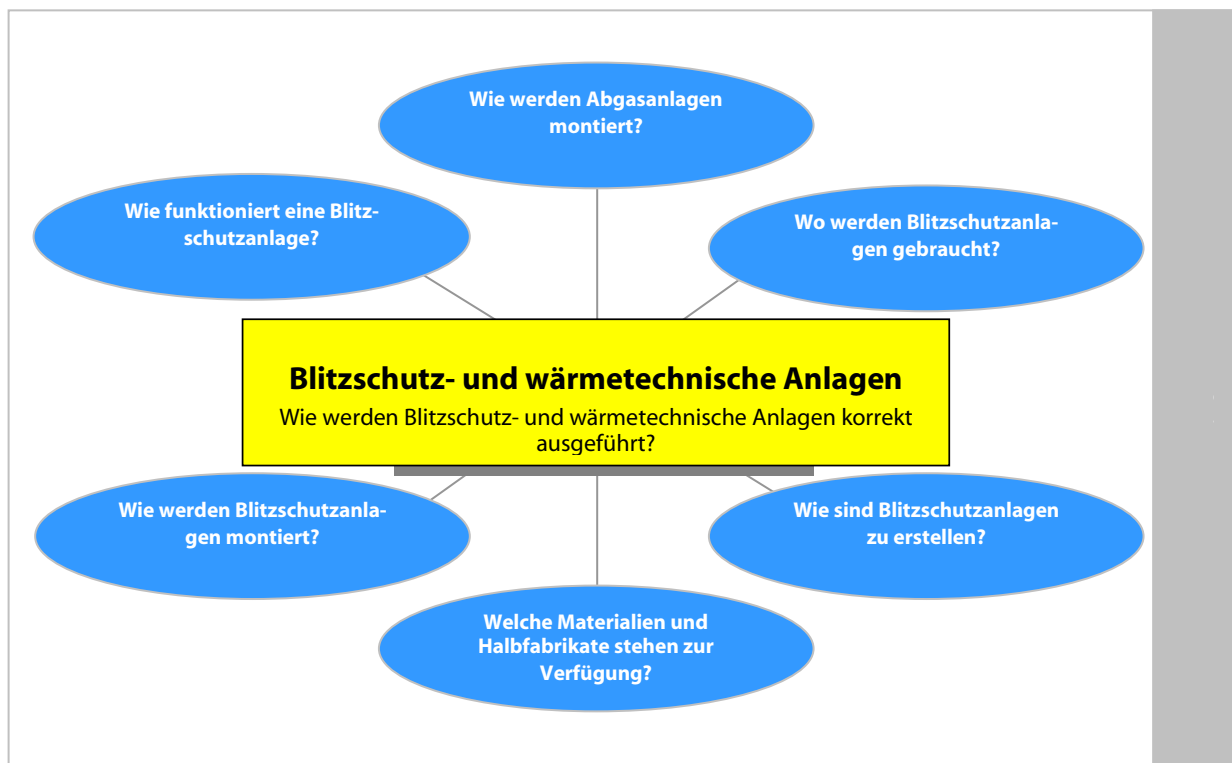 Wie werden Abgasanlagen
montiert?
Wie funktioniert eine Blitz-
schutzanlage?
Wo werden Blitzschutzanla-
gen gebraucht?
Blitzschutz- und wärmetechnische Anlagen
Wie werden Blitzschutz- und wärmetechnische Anlagen korrekt
ausgeführt?
Wie werden Blitzschutzanla-
gen montiert?
Wie sind Blitzschutzanlagen
zu erstellen?
Welche Materialien und
Halbfabrikate stehen zur
Verfügung?